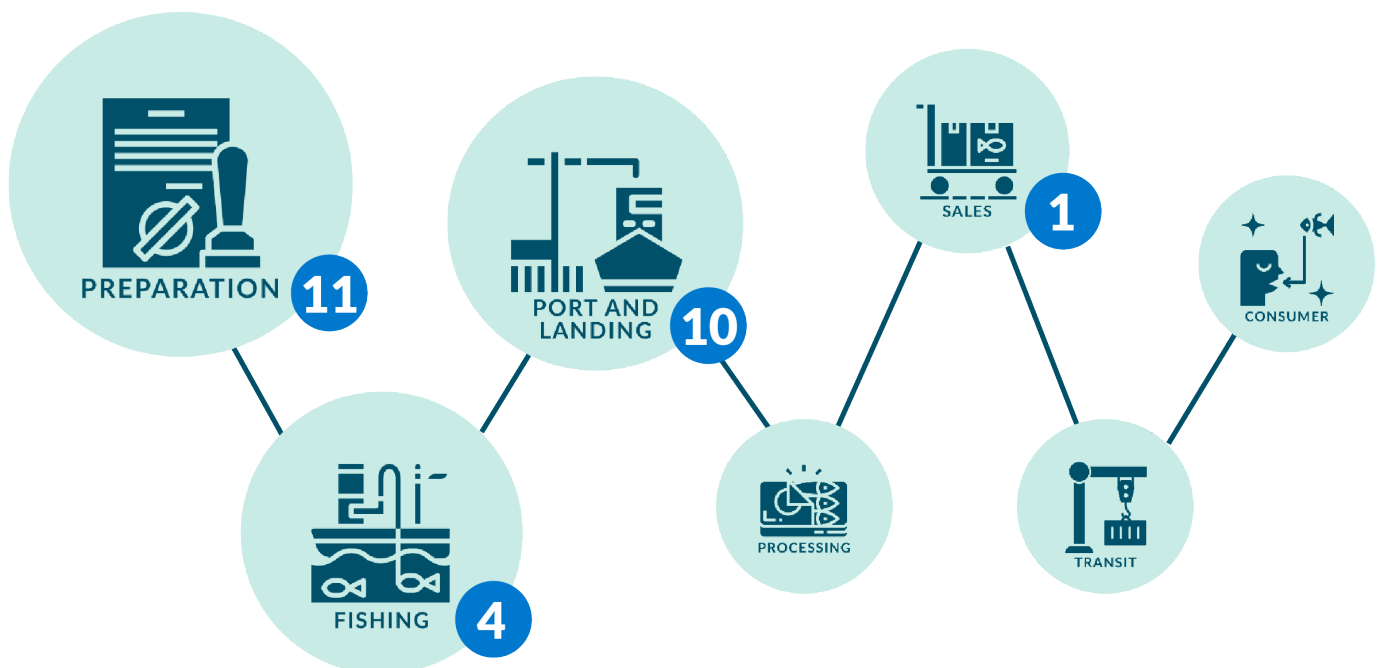 PREPARATION
11
FISHING
4
PORT AND
LANDING
10
PROCESSING
SALES
1
TRANSIT
CONSUMER